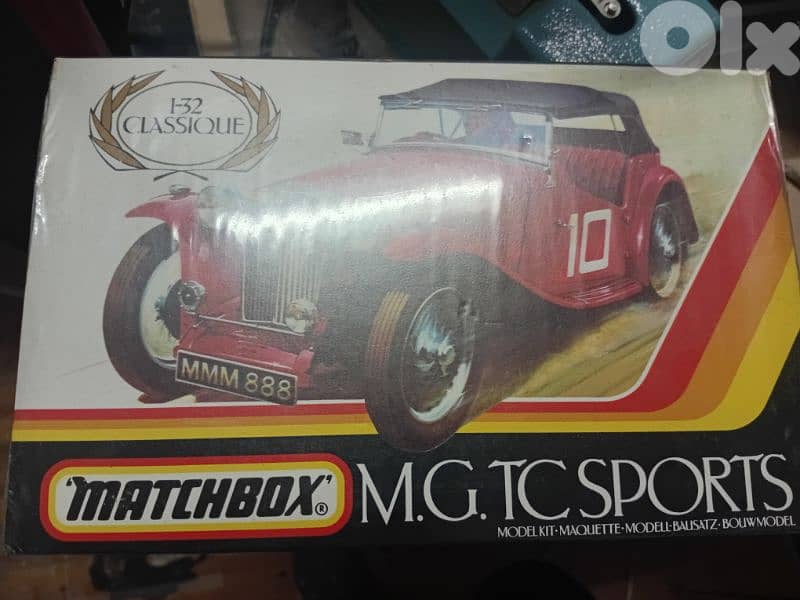 olx
1-32
CLASSIQUE
10
MMM 888
'MATCHBOX'®
M.G. TC SPORTS
MODEL KIT·MAQUETTE·MODELL-BAUSATZ·BOUWMODEL